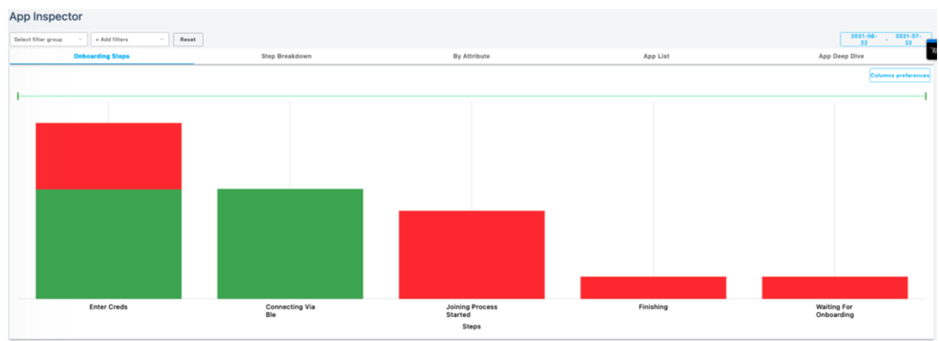 App Inspector
Select filter group
+ Add filters
Reset
2021-06-22 - 2021-07-22
Onboarding Steps
Step Breakdown
By Attribute
App List
App Deep Dive
Columns preferences
Enter Creds
Connecting Via
Ble
Joining Process
Started
Finishing
Waiting For
Onboarding
Steps